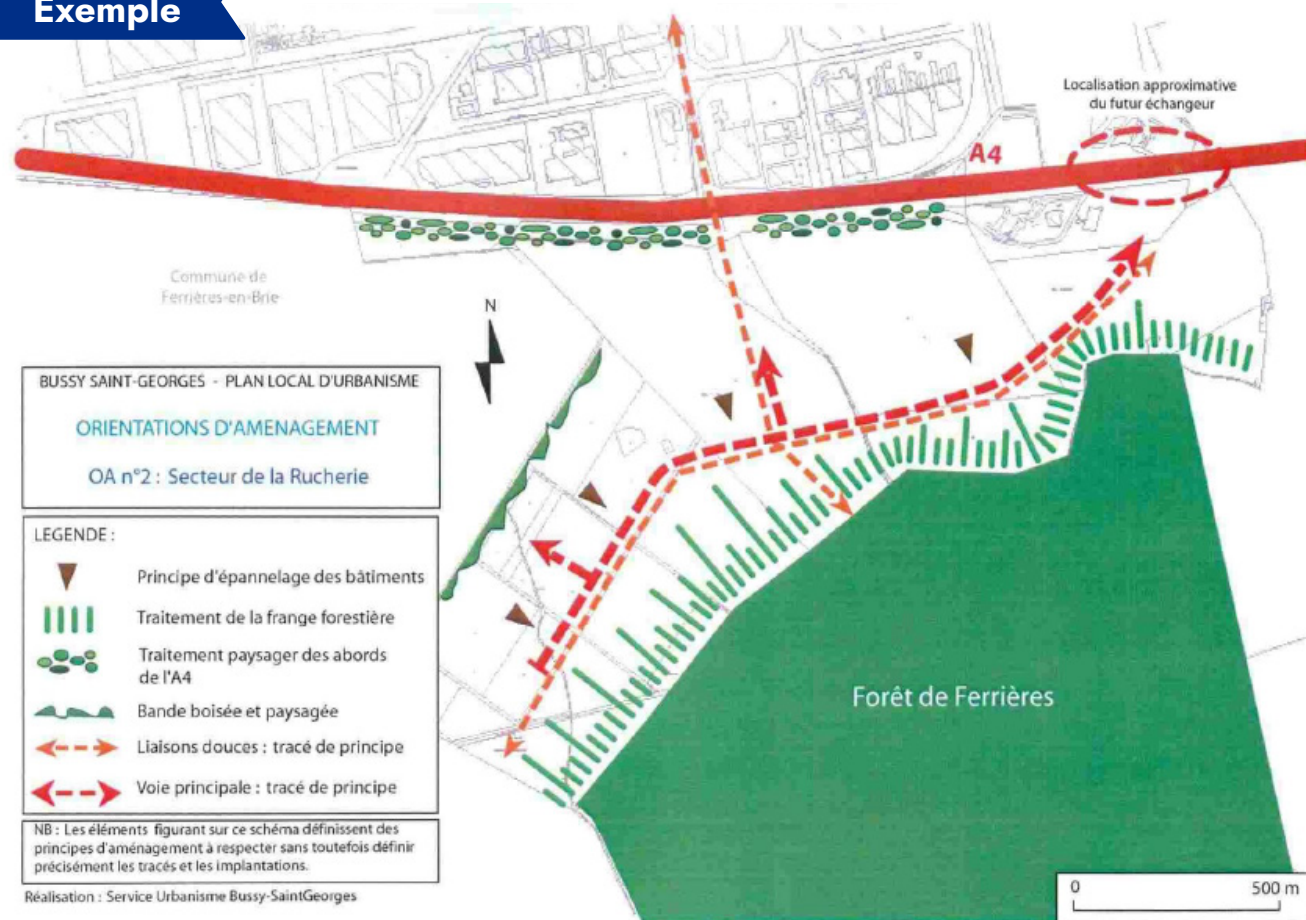 Exemple
Localisation approximative
du futur échangeur
A4
Commune de
Ferrières-en-Brie
N
BUSSY SAINT-GEORGES - PLAN LOCAL D'URBANISME
ORIENTATIONS D'AMENAGEMENT
OA n°2 : Secteur de la Rucherie
LEGENDE :
Principe d'épannelage des bâtiments
Traitement de la frange forestière
Traitement paysager des abords
de l'A4
Bande boisée et paysagée
Liaisons douces : tracé de principe
Voie principale : tracé de principe
NB : Les éléments figurant sur ce schéma définissent des
principes d'aménagement à respecter sans toutefois définir
précisément les tracés et les implantations.
Réalisation : Service Urbanisme Bussy-SaintGeorges
Forêt de Ferrières
0 500 m